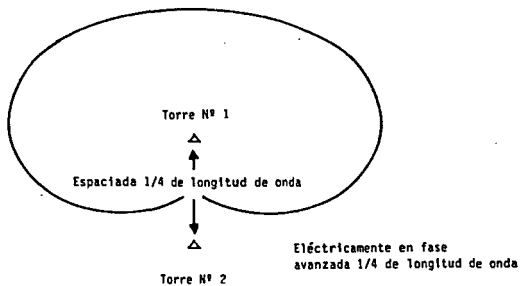 Torre Nº 1
Espaciada 1/4 de longitud de onda
Eléctricamente en fase
avanzada 1/4 de longitud de onda
Torre Nº 2